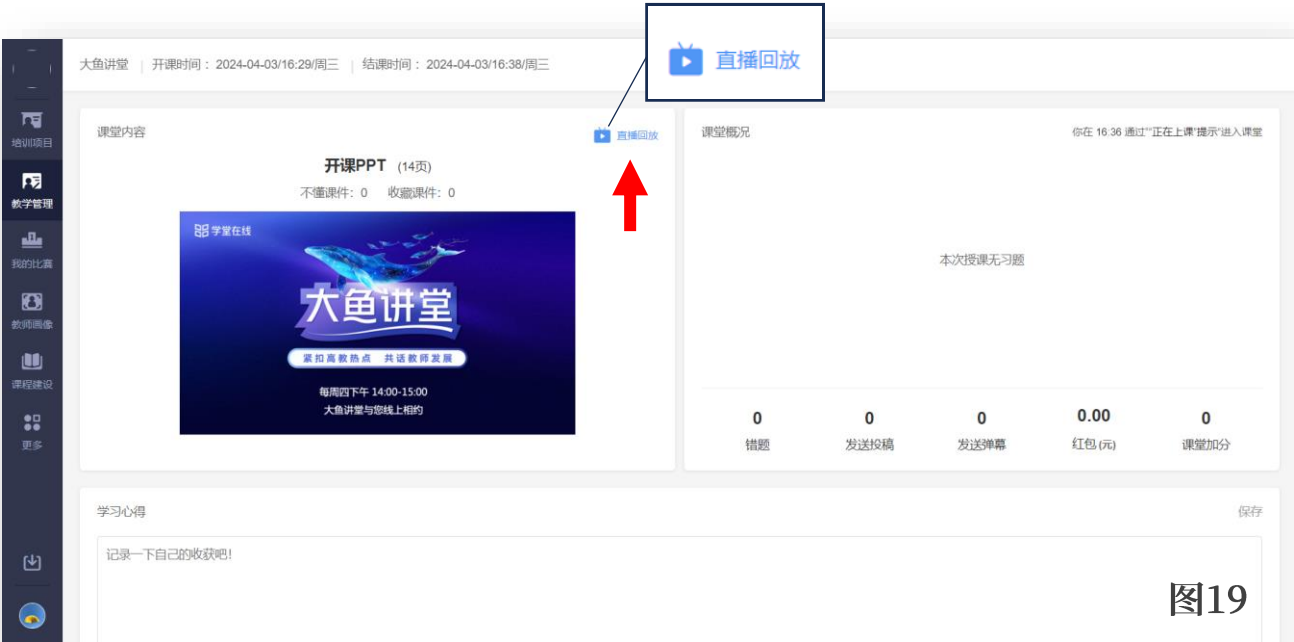 直播回放
大鱼讲堂 | 开课时间：2024-04-03/16:29/周三 | 结课时间：2024-04-03/16:38/周三
培训项目
教学管理
我的比赛
教师画像
课程建设
更多
课堂内容
直播回放
开课PPT (14页)
不懂课件：0 收藏课件：0
学堂在线
大鱼讲堂
紧扣高教热点 共话教师发展
每周四下午 14:00-15:00
大鱼讲堂与您线上相约
课堂概况
你在 16:36 通过"“正在上课”提示"进入课堂
本次授课无习题
0 0 0 0.00 0
错题 发送投稿 发送弹幕 红包(元) 课堂加分
学习心得
保存
记录一下自己的收获吧!
图19